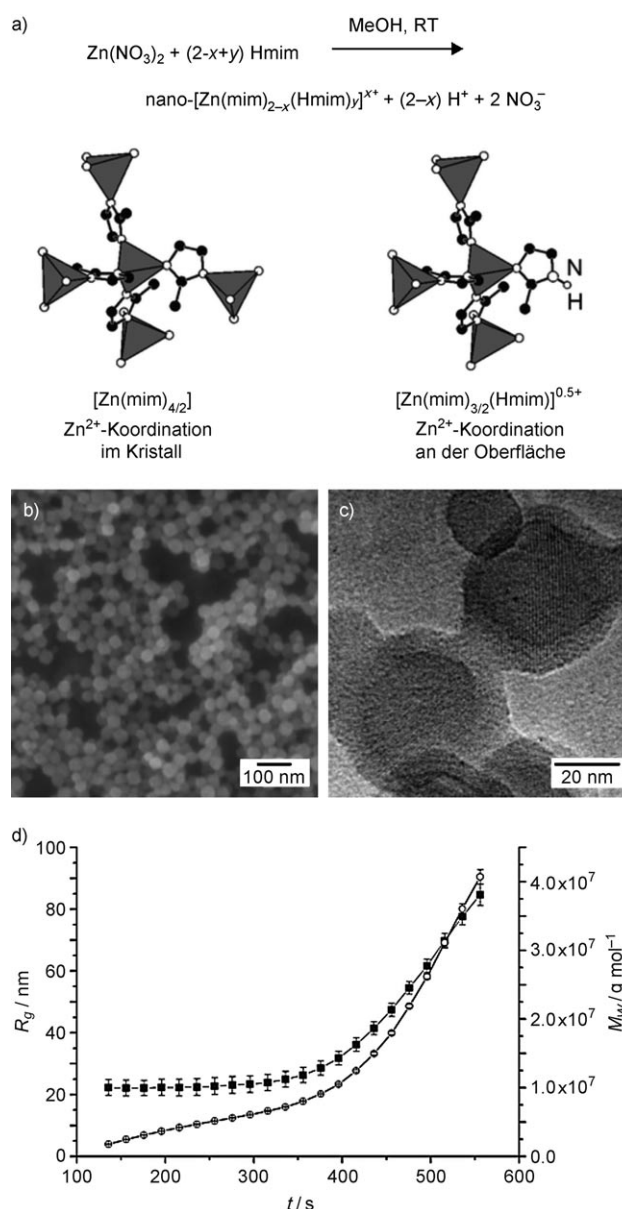 a)
MeOH, RT
Zn(NO₃)₂ + (2-x+y) Hmim
nano-[Zn(mim)₂₋ₓ(Hmim)y]ˣ⁺ + (2–x) H⁺ + 2 NO₃⁻
N
H
[Zn(mim)₄/₂]
Zn²⁺-Koordination
im Kristall
[Zn(mim)₃/₂(Hmim)]⁰·⁵⁺
Zn²⁺-Koordination
an der Oberfläche
b)
100 nm
c)
20 nm
d)
100
80
60
40
20
0
R_g / nm
4.0x10⁷
3.0x10⁷
2.0x10⁷
1.0x10⁷
0.0
M_W / g mol⁻¹
100 200 300 400 500 600
t / s